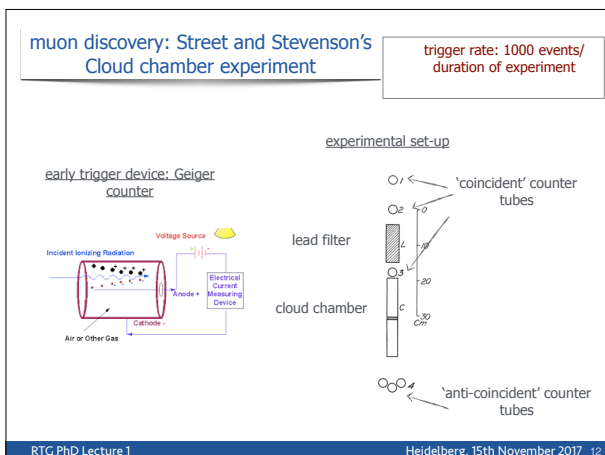 muon discovery: Street and Stevenson's
Cloud chamber experiment
trigger rate: 1000 events/
duration of experiment
early trigger device: Geiger
counter
Voltage Source
+ -
Incident Ionizing Radiation
Electrical
Current
Measuring
Device
Anode +
Cathode -
Air or Other Gas
experimental set-up
1
'coincident' counter
tubes
2
0
lead filter
L
10
3
20
cloud chamber
C
30
Cm
4
'anti-coincident' counter
tubes
RTG PhD Lecture 1
Heidelberg, 15th November 2017 12